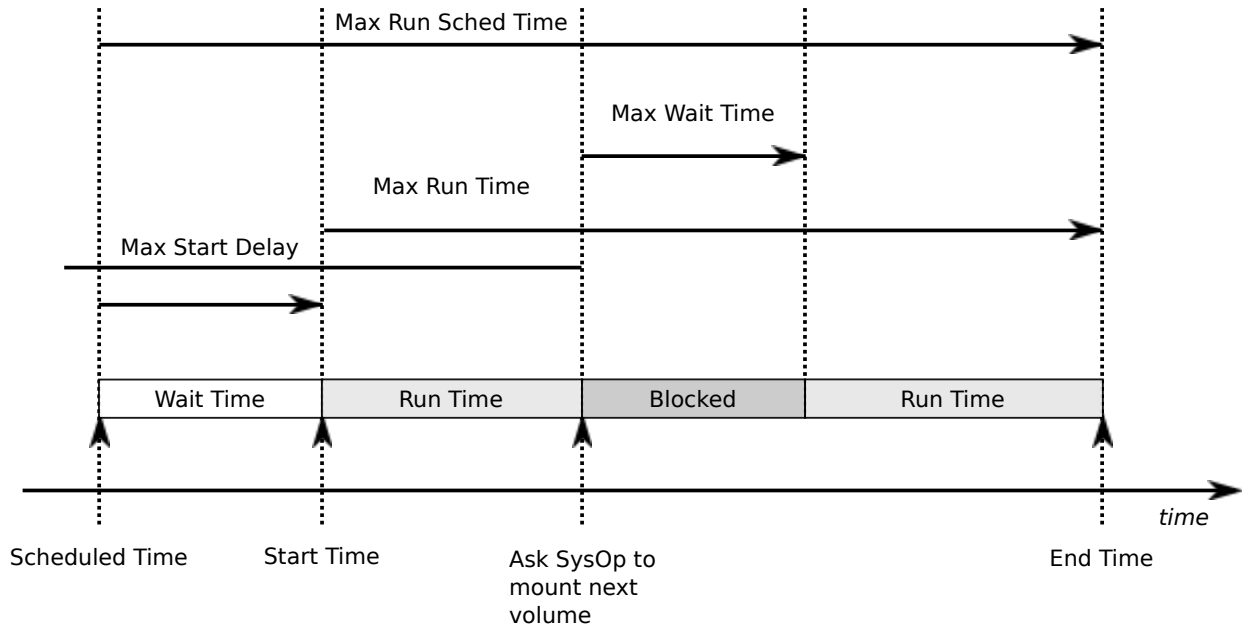 Max Run Sched Time
Max Wait Time
Max Run Time
Max Start Delay
Wait Time
Run Time
Blocked
Run Time
time
Scheduled Time
Start Time
Ask SysOp to
mount next
volume
End Time